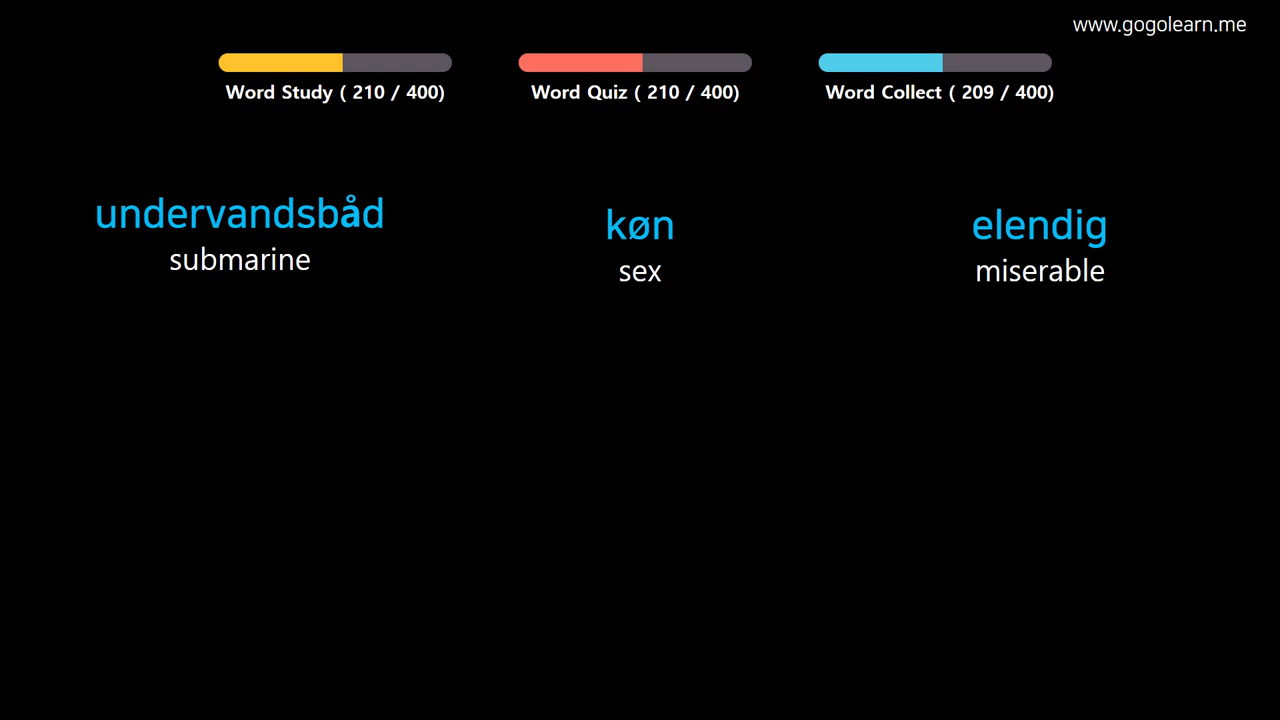 www.gogolearn.me
Word Study ( 210 / 400)
Word Quiz ( 210 / 400)
Word Collect ( 209 / 400)
undervandsbåd
submarine
køn
sex
elendig
miserable